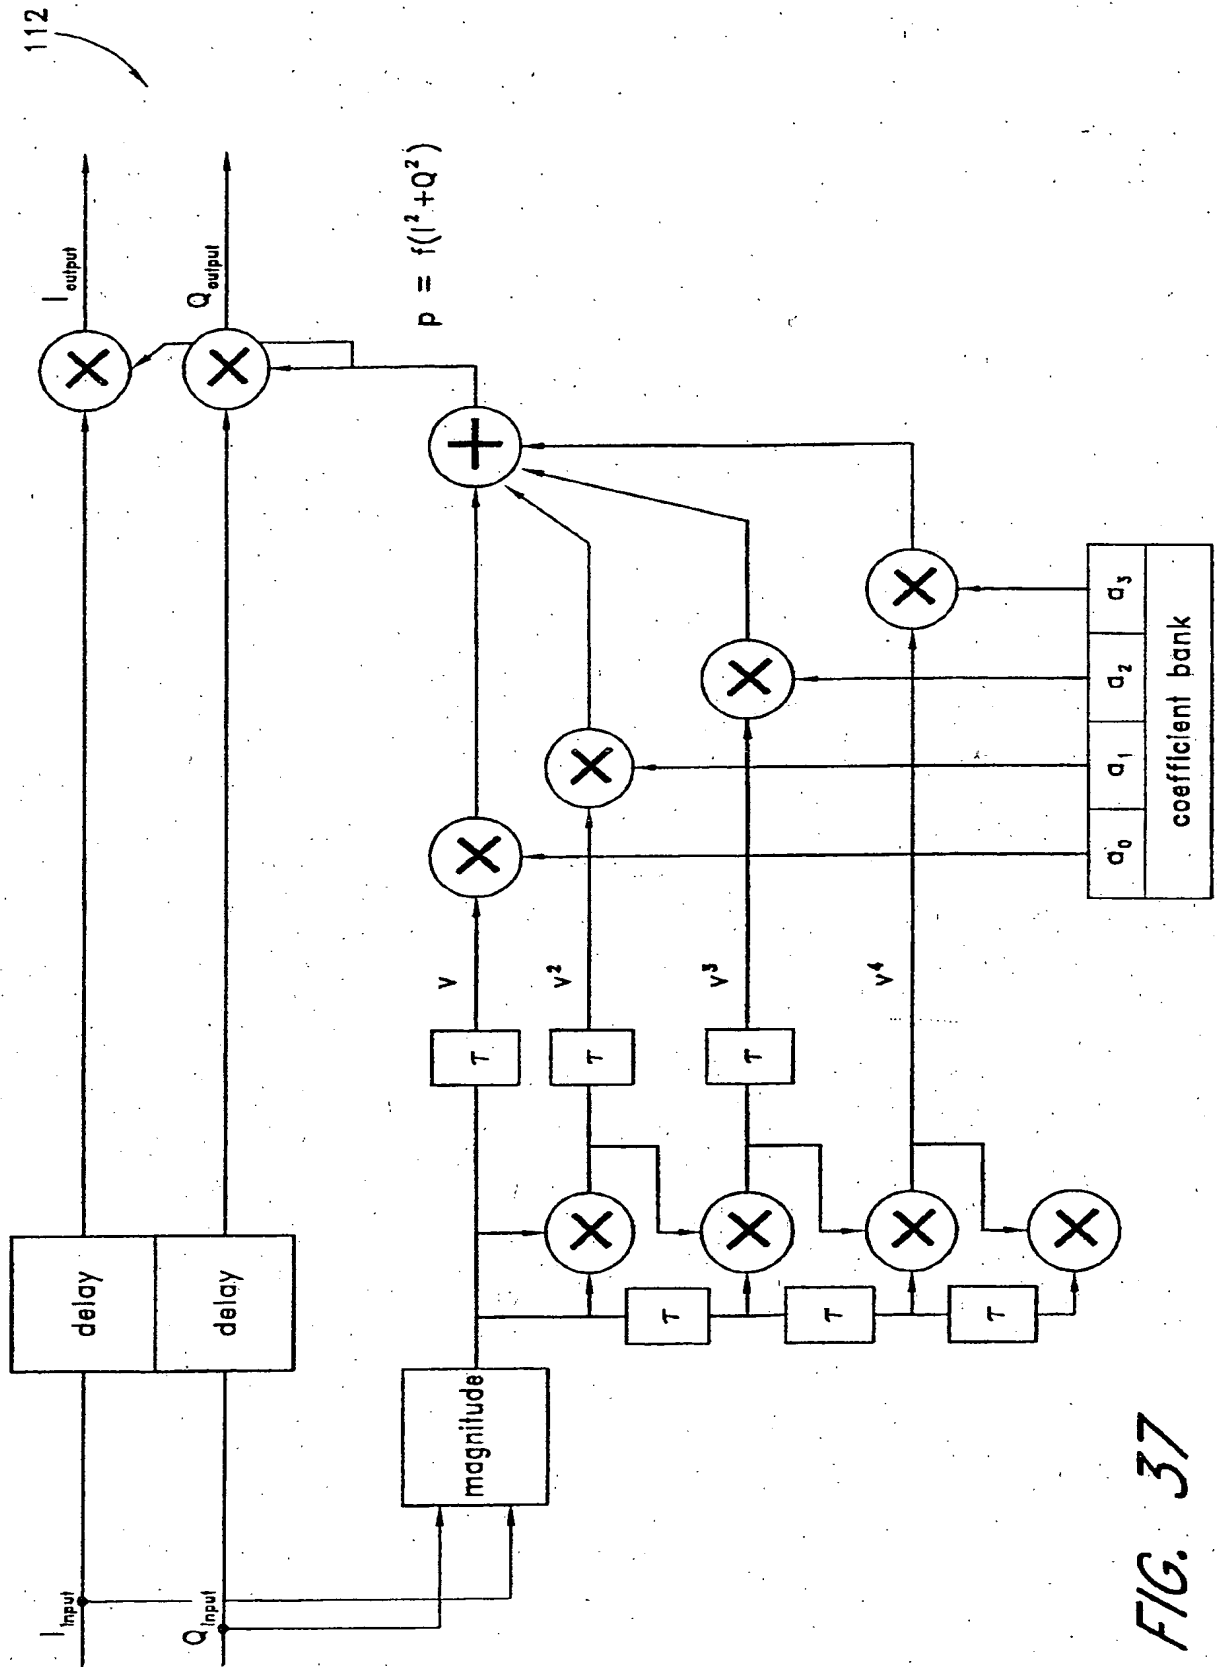 112
I_input
Q_input
delay
delay
I_output
Q_output
magnitude
p = f(I²+Q²)
τ
τ
τ
τ
τ
τ
v
v²
v³
v⁴
a₀
a₁
a₂
a₃
coefficient bank
FIG. 37